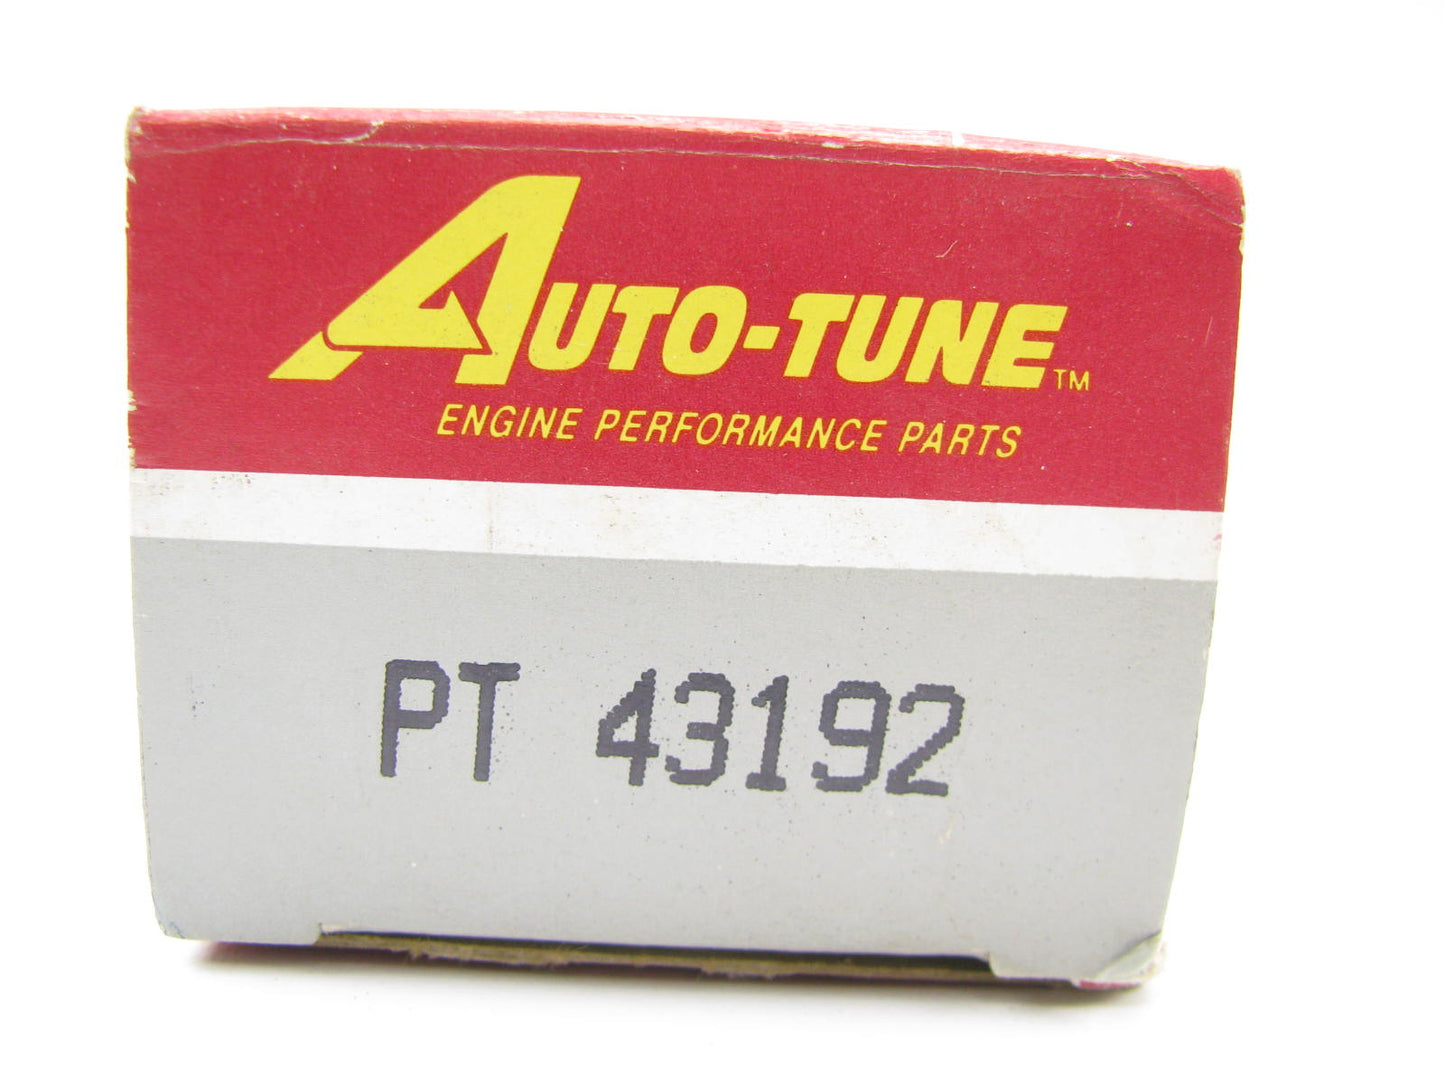 AUTO-TUNE™
ENGINE PERFORMANCE PARTS
PT 43192